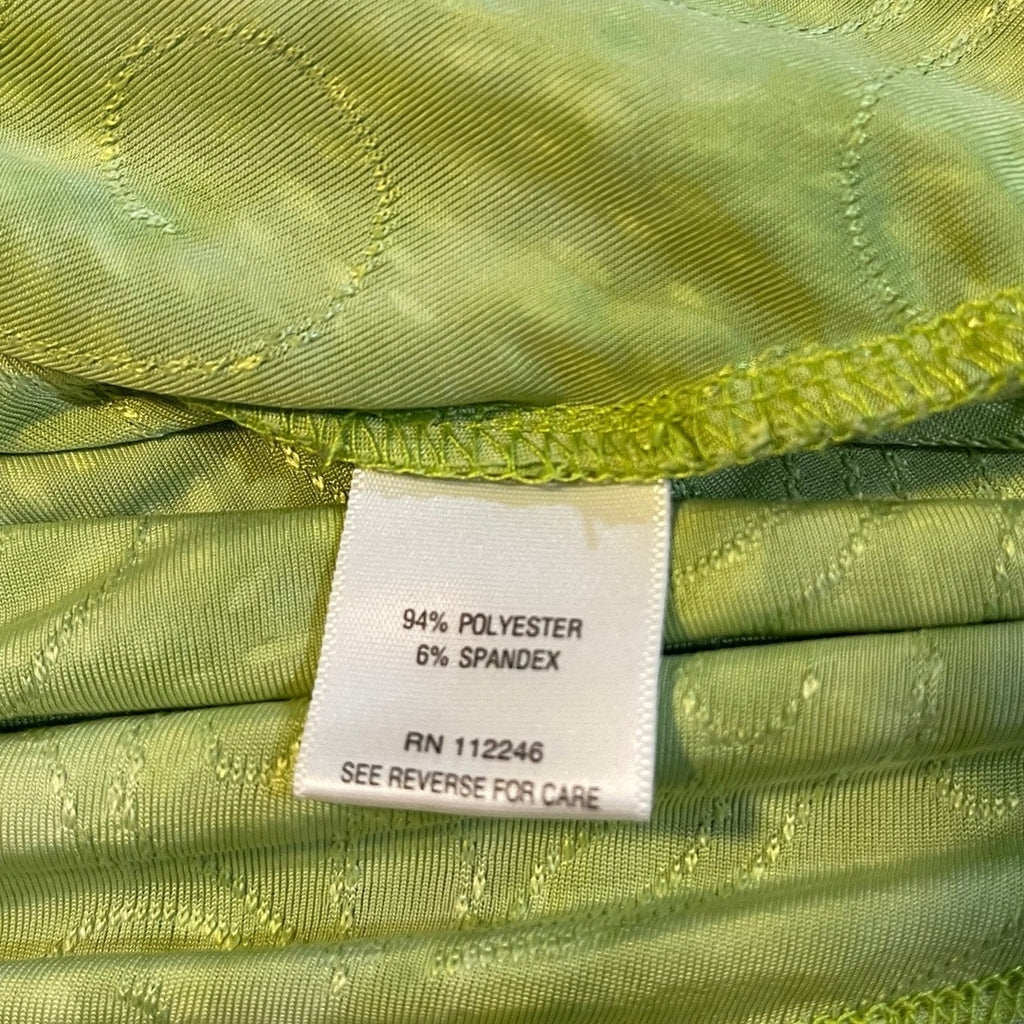 94% POLYESTER
6% SPANDEX
RN 112246
SEE REVERSE FOR CARE